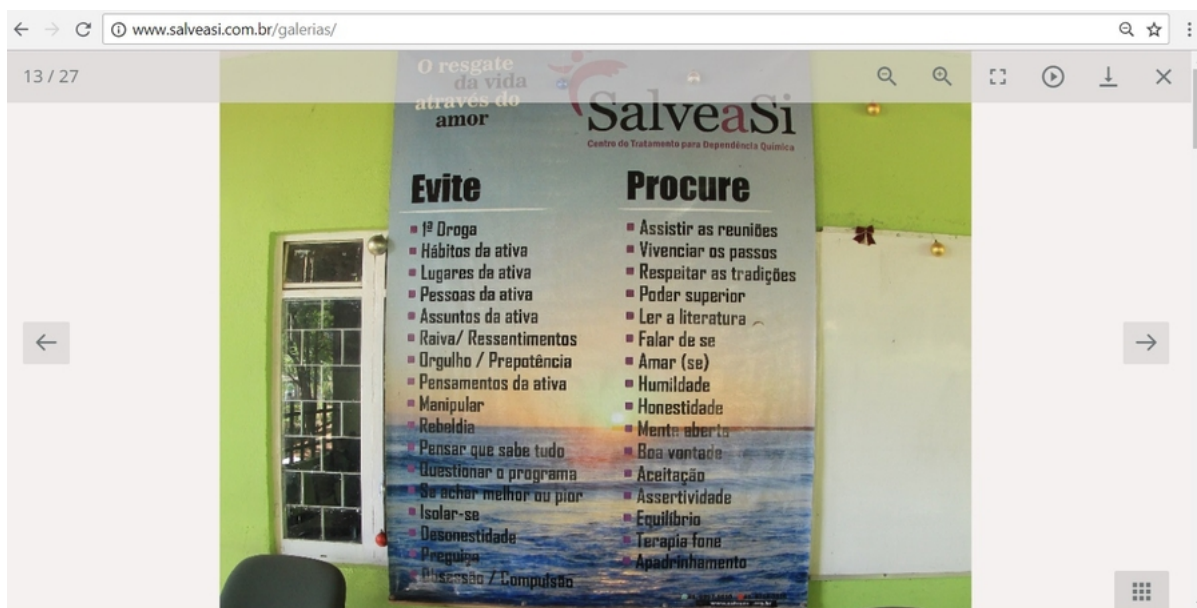 www.salveasi.com.br/galerias/
13 / 27
O resgate
da vida
através do
amor
SalveaSi
Centro de Tratamento para Dependência Química
Evite
1ª Droga
Hábitos da ativa
Lugares da ativa
Pessoas da ativa
Assuntos da ativa
Raiva/ Ressentimentos
Orgulho / Prepotência
Pensamentos da ativa
Manipular
Rebeldia
Pensar que sabe tudo
Questionar o programa
Se achar melhor ou pior
Isolar-se
Desonestidade
Preguiça
Obsessão / Compulsão
Procure
Assistir as reuniões
Vivenciar os passos
Respeitar as tradições
Poder superior
Ler a literatura
Falar de se
Amar (se)
Humildade
Honestidade
Mente aberta
Boa vontade
Aceitação
Assertividade
Equilíbrio
Terapia fone
Apadrinhamento